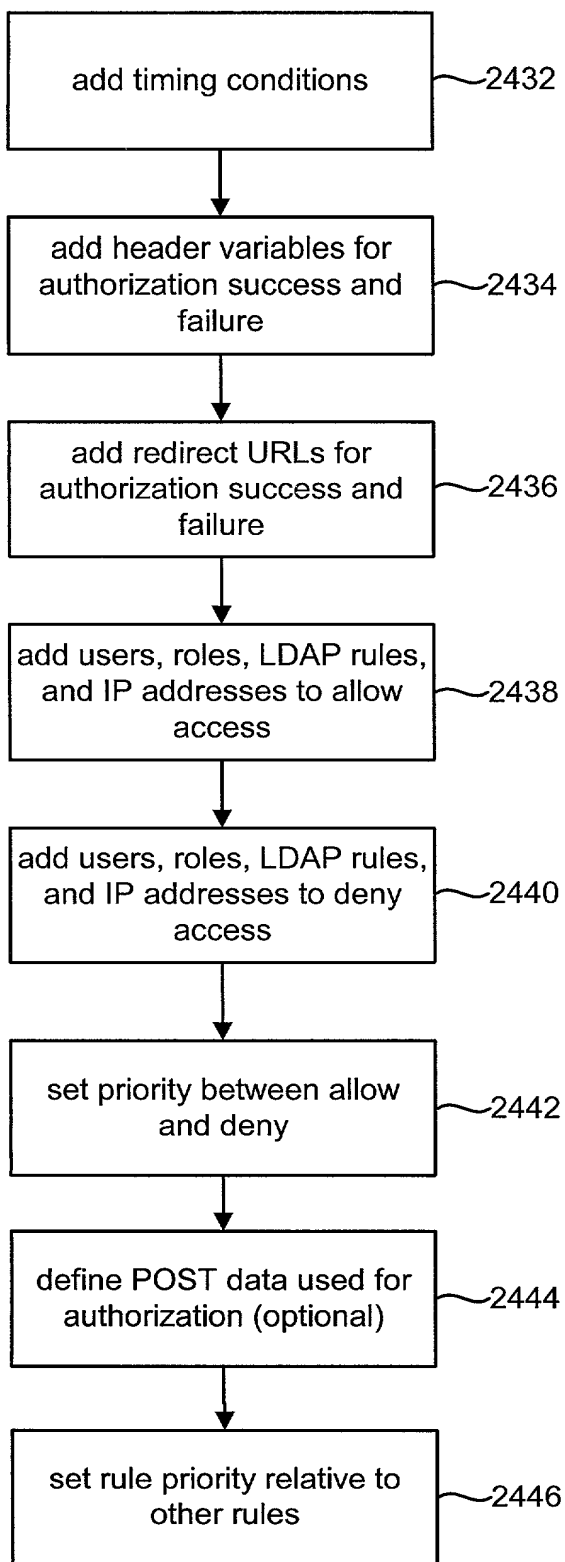 add timing conditions
2432
add header variables for
authorization success and
failure
2434
add redirect URLs for
authorization success and
failure
2436
add users, roles, LDAP rules,
and IP addresses to allow
access
2438
add users, roles, LDAP rules,
and IP addresses to deny
access
2440
set priority between allow
and deny
2442
define POST data used for
authorization (optional)
2444
set rule priority relative to
other rules
2446